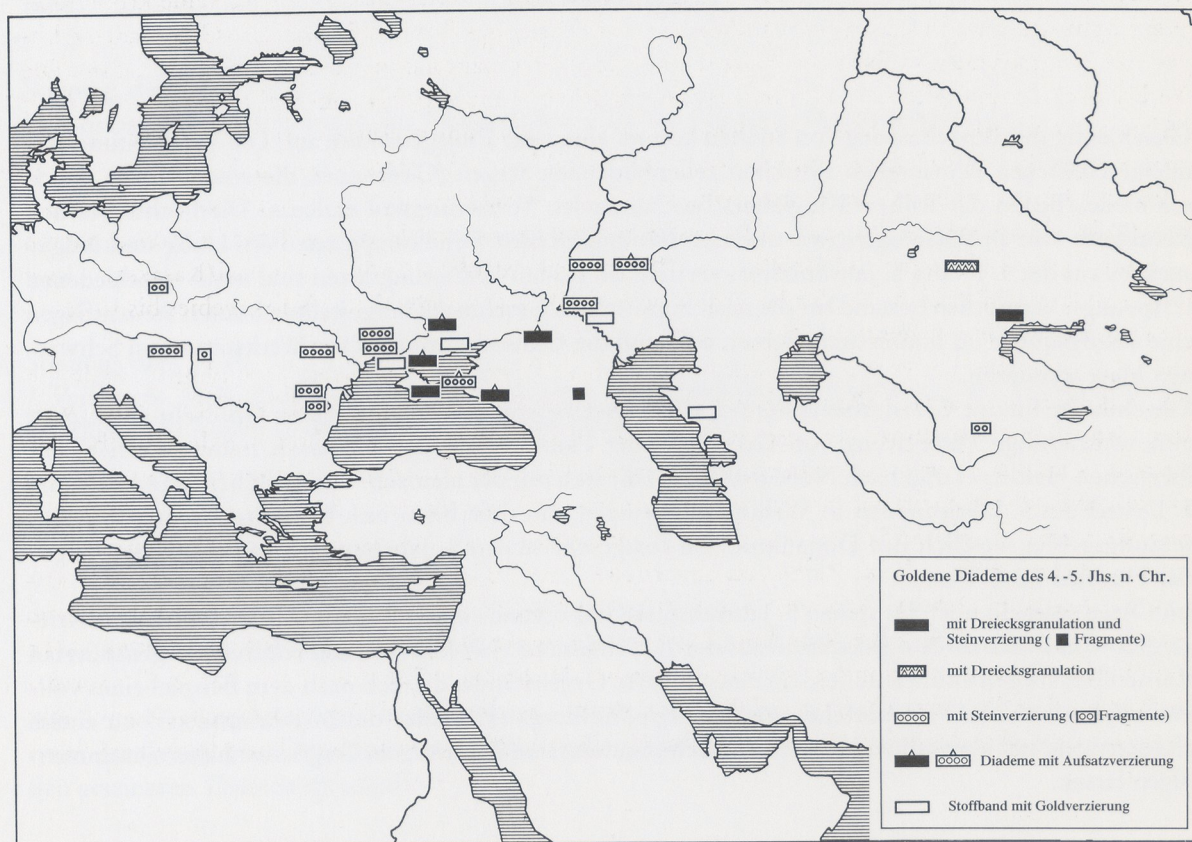 Goldene Diademe des 4.-5. Jhs. n. Chr.
mit Dreiecksgranulation und
Steinverzierung ( Fragmente)
mit Dreiecksgranulation
mit Steinverzierung ( Fragmente)
Diademe mit Aufsatzverzierung
Stoffband mit Goldverzierung